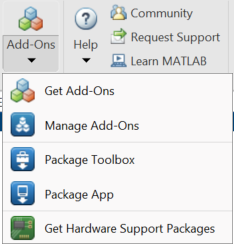 Add-Ons
Help
Community
Request Support
Learn MATLAB
Get Add-Ons
Manage Add-Ons
Package Toolbox
Package App
Get Hardware Support Packages